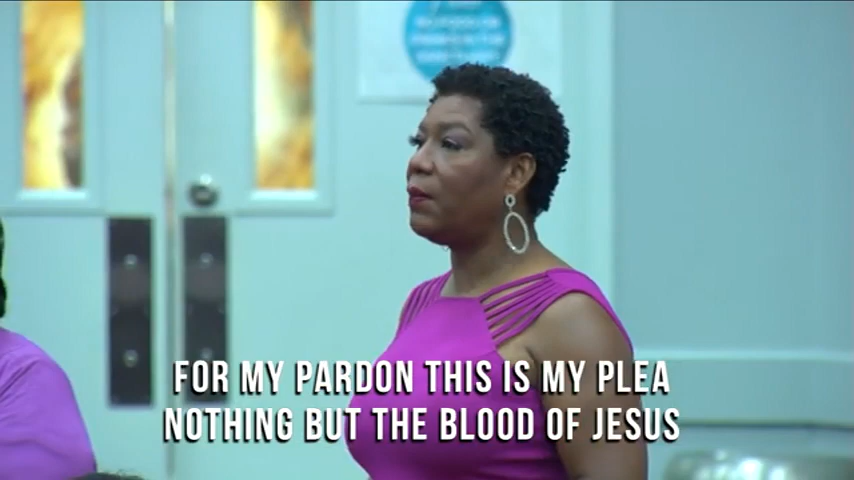 FOR MY PARDON THIS IS MY PLEA
NOTHING BUT THE BLOOD OF JESUS